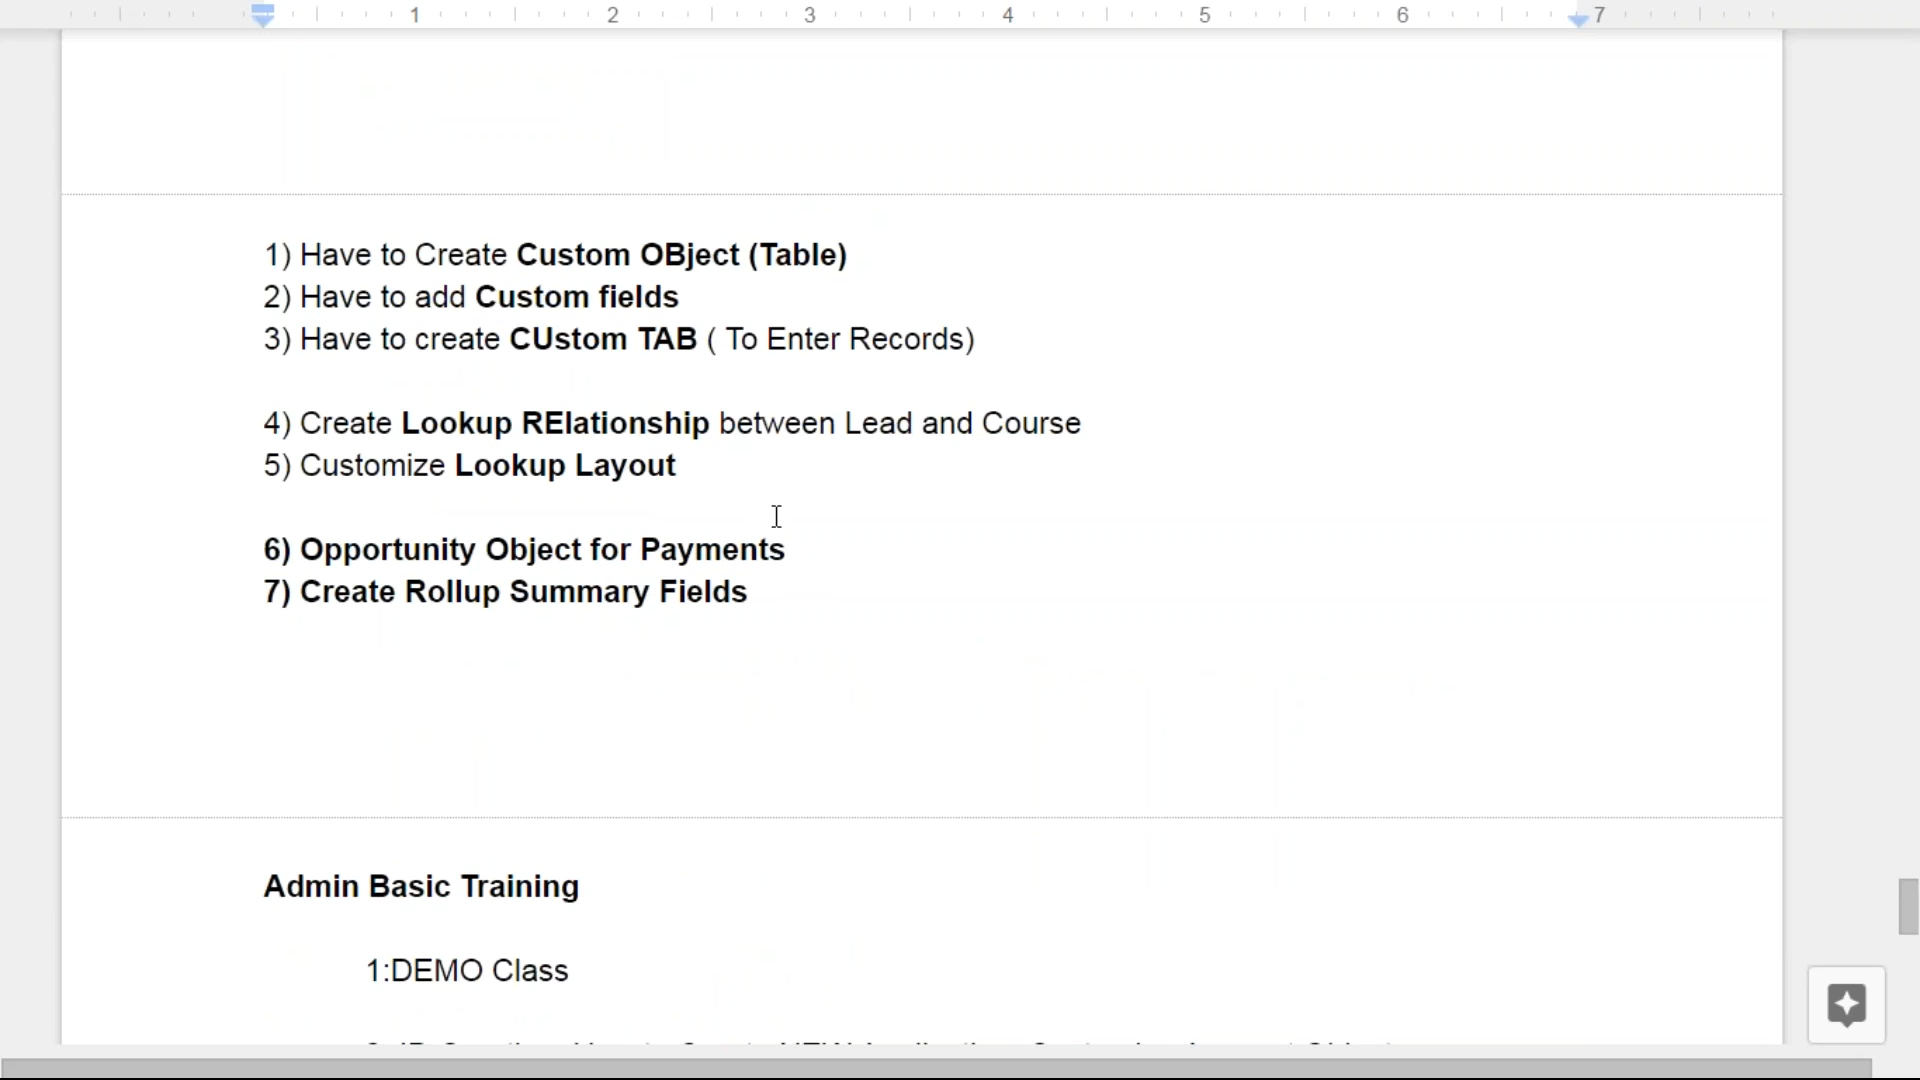 1 2 3 4 5 6 7
1) Have to Create Custom OBject (Table)
2) Have to add Custom fields
3) Have to create CUstom TAB ( To Enter Records)
4) Create Lookup RElationship between Lead and Course
5) Customize Lookup Layout
6) Opportunity Object for Payments
7) Create Rollup Summary Fields
Admin Basic Training
1:DEMO Class